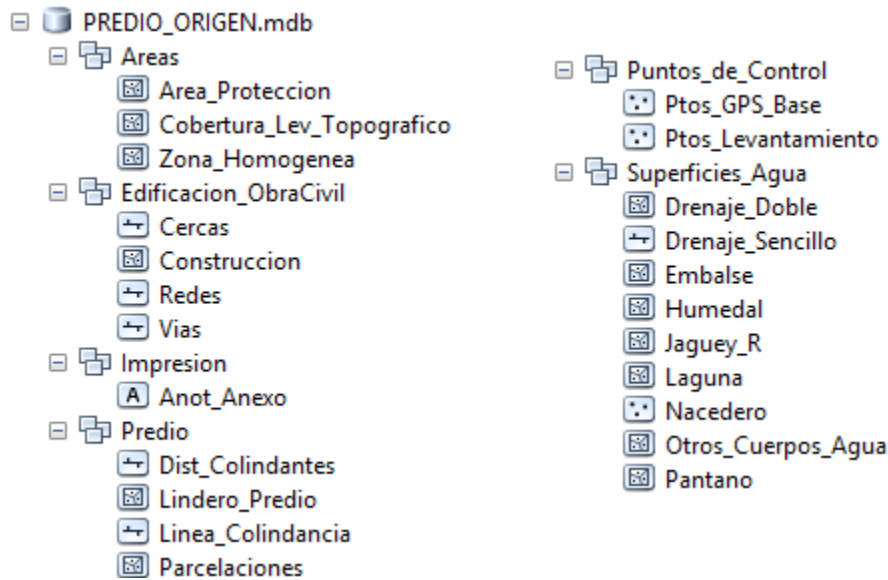 PREDIO_ORIGEN.mdb
Areas
Area_Proteccion
Cobertura_Lev_Topografico
Zona_Homogenea
Edificacion_ObraCivil
Cercas
Construccion
Redes
Vias
Impresion
A Anot_Anexo
Predio
Dist_Colindantes
Lindero_Predio
Linea_Colindancia
Parcelaciones
Puntos_de_Control
Ptos_GPS_Base
Ptos_Levantamiento
Superficies_Agua
Drenaje_Doble
Drenaje_Sencillo
Embalse
Humedal
Jaguey_R
Laguna
Nacedero
Otros_Cuerpos_Agua
Pantano